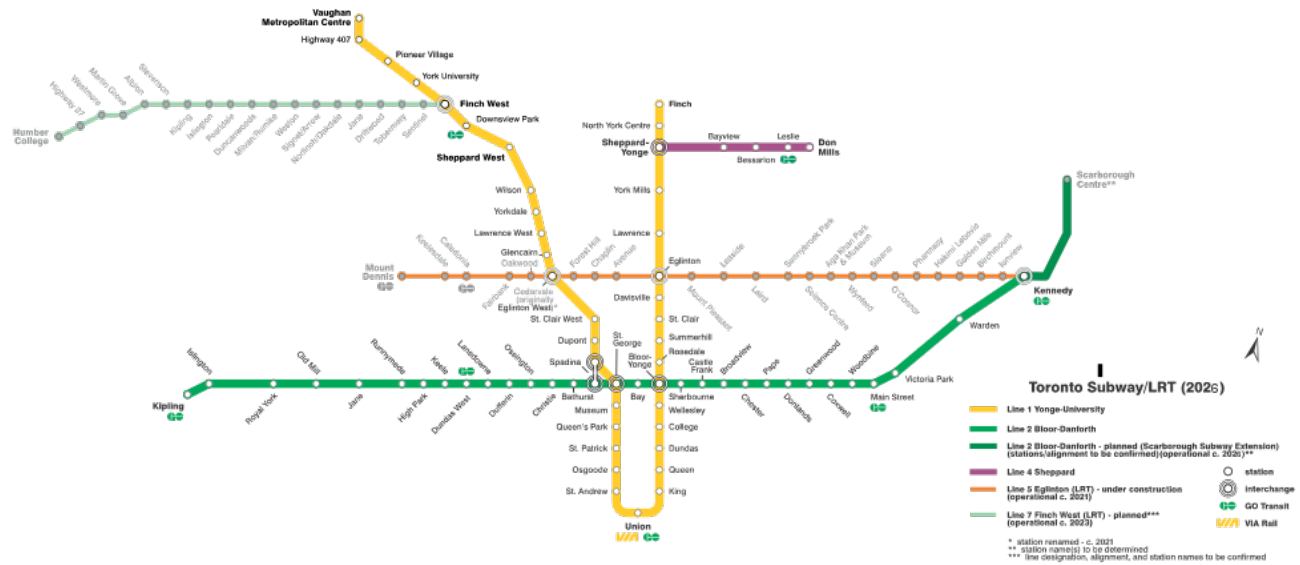 Vaughan
Metropolitan Centre
Highway 407
Pioneer Village
York University
Finch West
Downsview Park
Sheppard West
Wilson
Yorkdale
Lawrence West
Glencairn
Cedarvale
(originally
Eglinton West)*
St. Clair West
Dupont
Spadina
St.
George
Museum
Queen's Park
St. Patrick
Osgoode
St. Andrew
Union
VIA
King
Queen
Dundas
College
Wellesley
Bloor-
Yonge
Rosedale
Summerhill
St. Clair
Davisville
Eglinton
Lawrence
York Mills
Sheppard-
Yonge
North York Centre
Finch
Bayview
Bessarion
Leslie
Don
Mills
Humber
College
Highway 27
Westmore
Martin Grove
Albion
Stevenson
Kipling
Islington
Pearldale
Duncanwoods
Milvan/Rumike
Weston
Signet/Arrow
Norfinch/Oakdale
Jane
Driftwood
Tobermory
Sentinel
Mount
Dennis
Keelesdale
Caledonia
Fairbank
Oakwood
Forest Hill
Chaplin
Avenue
Mount Pleasant
Leaside
Laird
Sunnybrook Park
Science Centre
Aga Khan Park
& Museum
Wynford
Sloane
O'Connor
Pharmacy
Hakimi Lebovic
Golden Mile
Birchmount
Ionview
Kennedy
Scarborough
Centre**
Kipling
Islington
Royal York
Old Mill
Jane
Runnymede
High Park
Keele
Dundas West
Lansdowne
Dufferin
Ossington
Christie
Bathurst
Bay
Sherbourne
Castle
Frank
Broadview
Chester
Pape
Donlands
Greenwood
Coxwell
Woodbine
Main Street
Victoria Park
Warden
N
Toronto Subway/LRT (2026)
Line 1 Yonge-University
Line 2 Bloor-Danforth
Line 2 Bloor-Danforth - planned (Scarborough Subway Extension)
(stations/alignment to be confirmed)(operational c. 2026)**
Line 4 Sheppard
Line 5 Eglinton (LRT) - under construction
(operational c. 2021)
Line 7 Finch West (LRT) - planned***
(operational c. 2023)
station
interchange
GO Transit
VIA Rail
* station renamed - c. 2021
** station name(s) to be determined
*** line designation, alignment, and station names to be confirmed